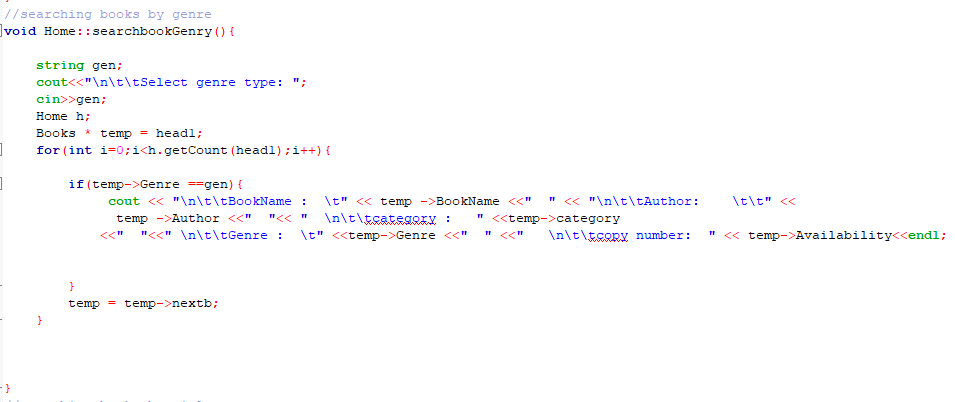 //searching books by genre
void Home::searchbookGenry(){
string gen;
cout<<"\n\t\tSelect genre type: ";
cin>>gen;
Home h;
Books * temp = head1;
for(int i=0;i<h.getCount(head1);i++){
if(temp->Genre ==gen){
cout << "\n\t\tBookName :  \t" << temp ->BookName <<"  " << "\n\t\tAuthor:    \t\t" <<
temp ->Author <<"  "<< "  \n\t\tcategory :   " <<temp->category
<<"  "<<" \n\t\tGenre :  \t" <<temp->Genre <<"  " <<"   \n\t\tcopy number:  " << temp->Availability<<endl;
}
temp = temp->nextb;
}
}